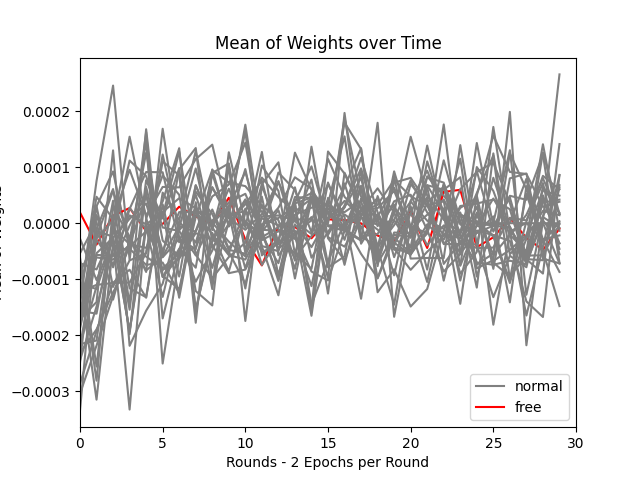 Mean of Weights over Time
0.0002
0.0001
0.0000
−0.0001
−0.0002
−0.0003
0 5 10 15 20 25 30
Rounds - 2 Epochs per Round
normal
free